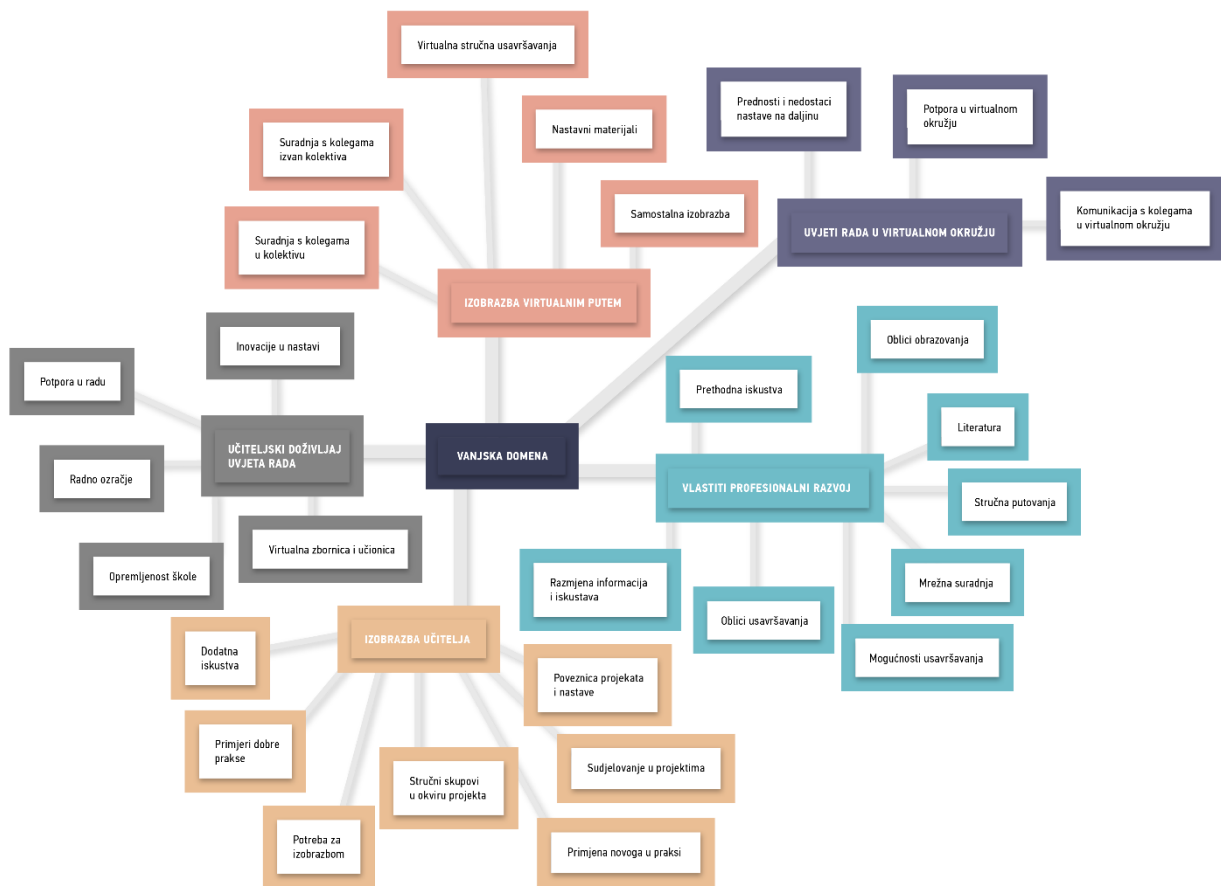 Virtualna stručna usavršavanja
Suradnja s kolegama
izvan kolektiva
Nastavni materijali
Suradnja s kolegama
u kolektivu
Samostalna izobrazba
IZOBRAZBA VIRTUALNIM PUTEM
Prednosti i nedostaci
nastave na daljinu
Potpora u virtualnom
okružju
Komunikacija s kolegama
u virtualnom okružju
UVJETI RADA U VIRTUALNOM OKRUŽJU
Inovacije u nastavi
Potpora u radu
UČITELJSKI DOŽIVLJAJ
UVJETA RADA
Radno ozračje
Virtualna zbornica i učionica
Opremljenost škole
VANJSKA DOMENA
Oblici obrazovanja
Prethodna iskustva
Literatura
VLASTITI PROFESIONALNI RAZVOJ
Stručna putovanja
Razmjena informacija
i iskustava
Oblici usavršavanja
Mrežna suradnja
Mogućnosti usavršavanja
IZOBRAZBA UČITELJA
Dodatna
iskustva
Poveznica projekata
i nastave
Primjeri dobre
prakse
Stručni skupovi
u okviru projekta
Sudjelovanje u projektima
Potreba za
izobrazbom
Primjena novoga u praksi